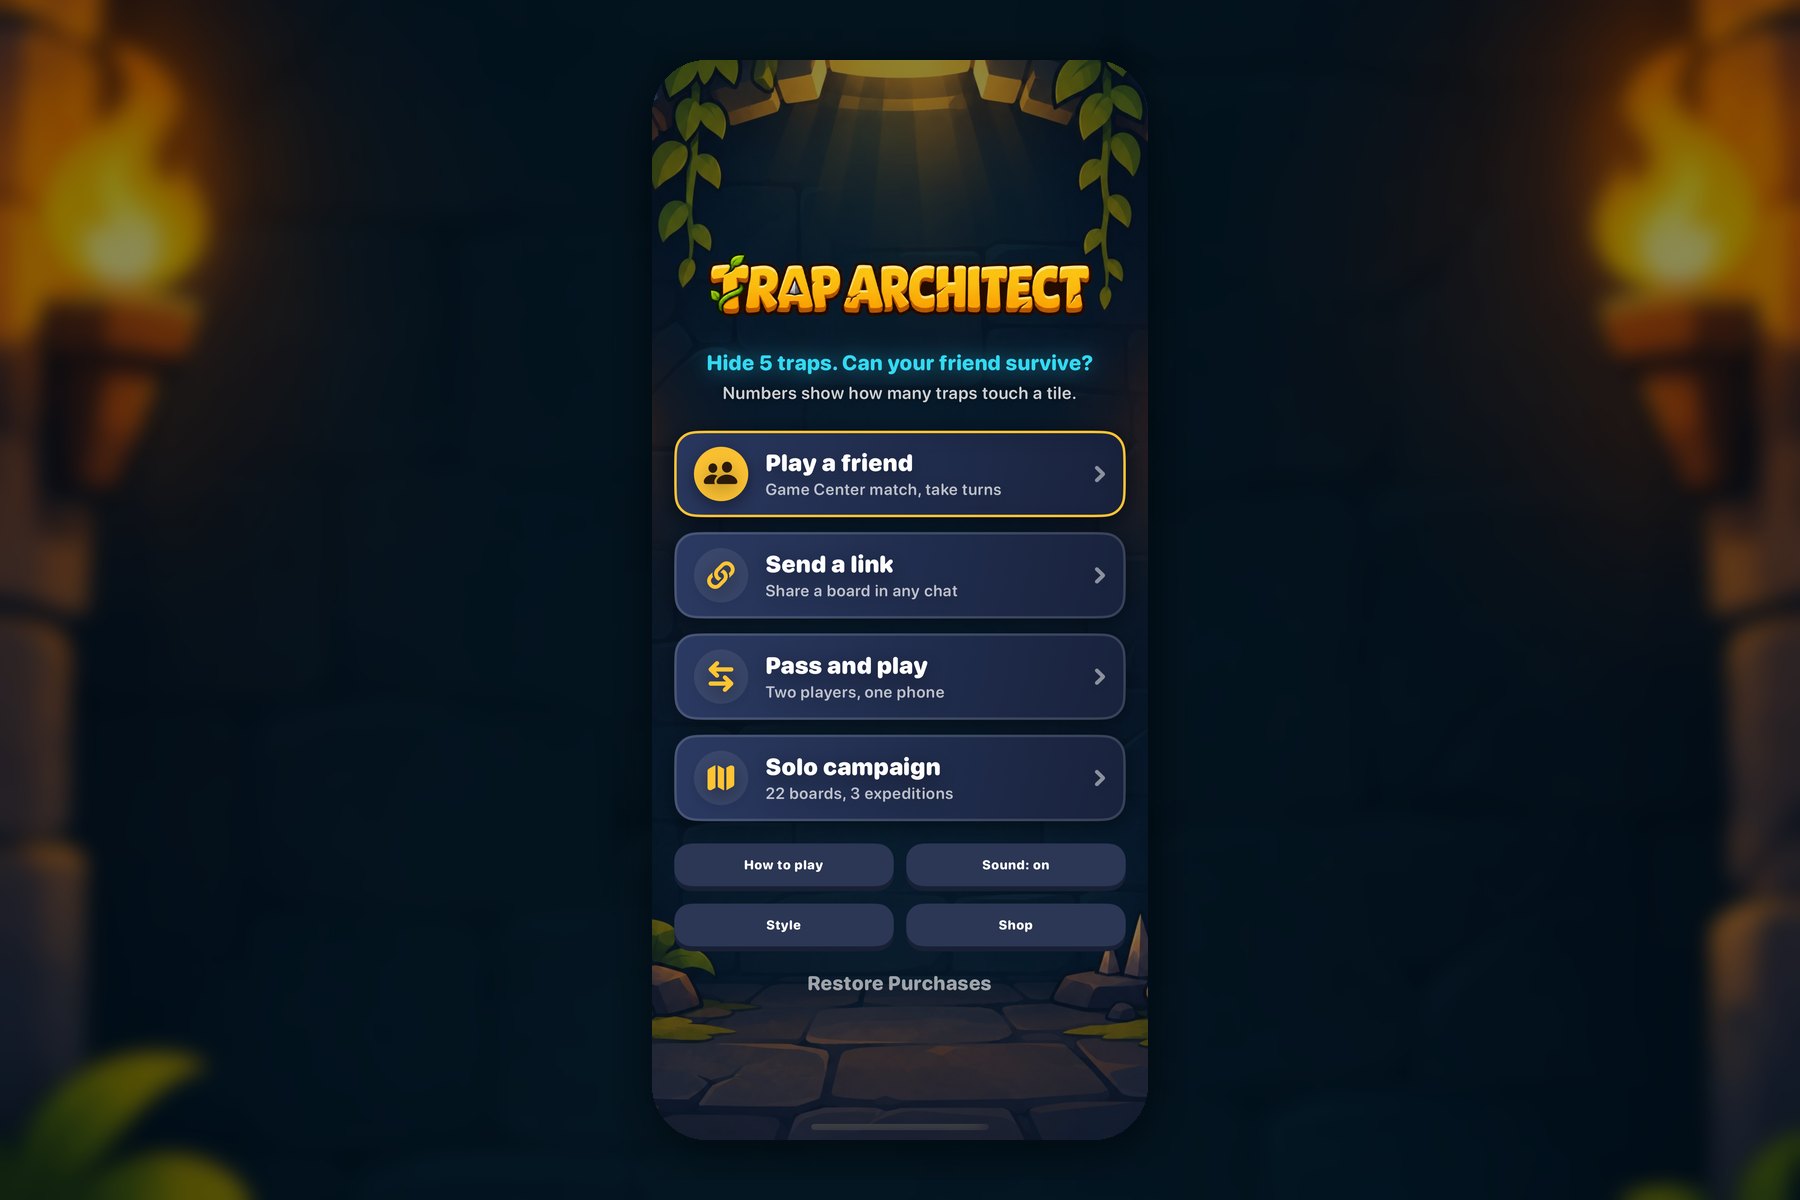 TRAP ARCHITECT
Hide 5 traps. Can your friend survive?
Numbers show how many traps touch a tile.
Play a friend
Game Center match, take turns
Send a link
Share a board in any chat
Pass and play
Two players, one phone
Solo campaign
22 boards, 3 expeditions
How to play
Sound: on
Style
Shop
Restore Purchases